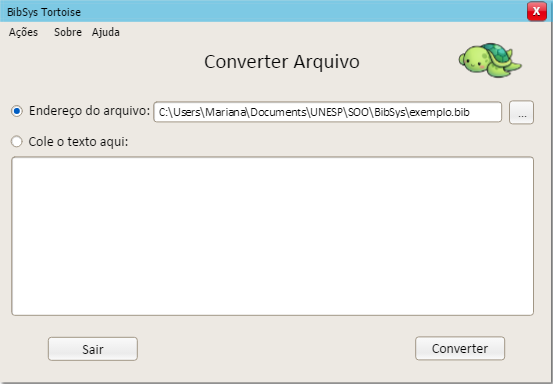 BibSys Tortoise X
Ações Sobre Ajuda
Converter Arquivo
Endereço do arquivo: C:\Users\Mariana\Documents\UNESP\SOO\BibSys\exemplo.bib ...
Cole o texto aqui:
Sair Converter